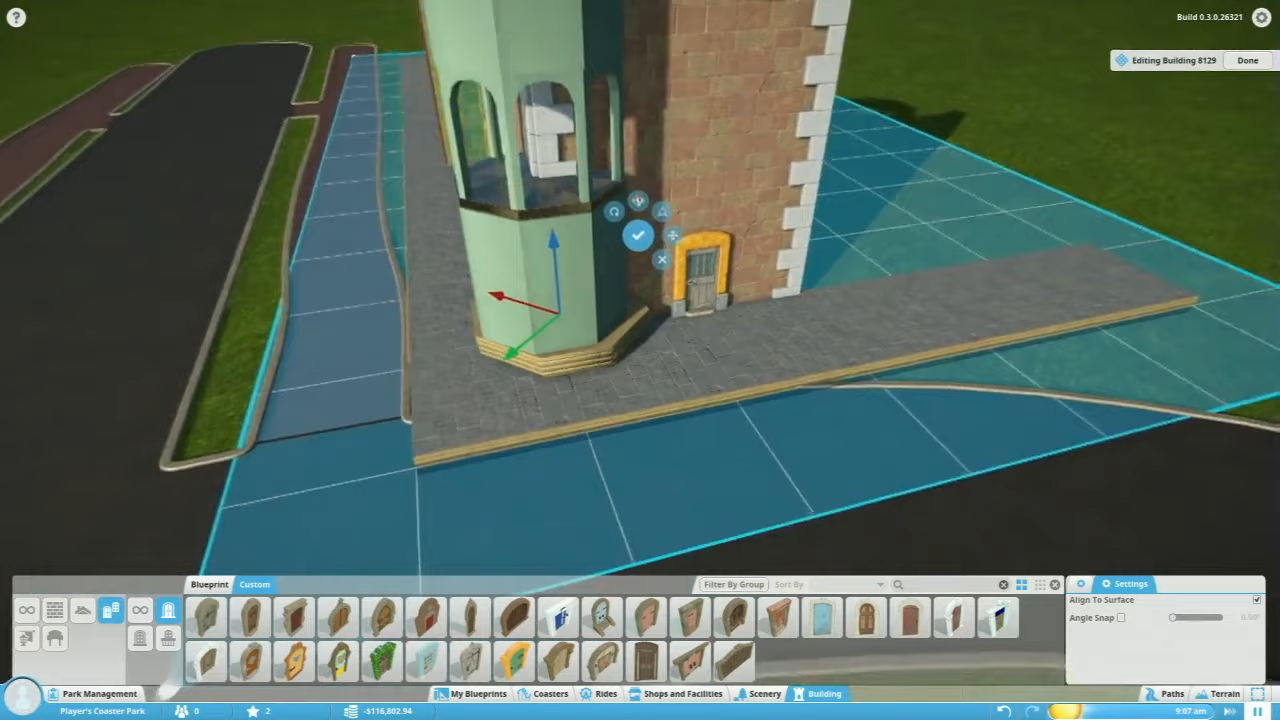 ?
Build 0.3.0.26321
Editing Building 8129
Done
Blueprint
Custom
Filter By Group
Sort By
Settings
Align To Surface
Angle Snap
Park Management
My Blueprints
Coasters
Rides
Shops and Facilities
Scenery
Building
Paths
Terrain
Player's Coaster Park
0
2
-$116,802.94
9:07 am